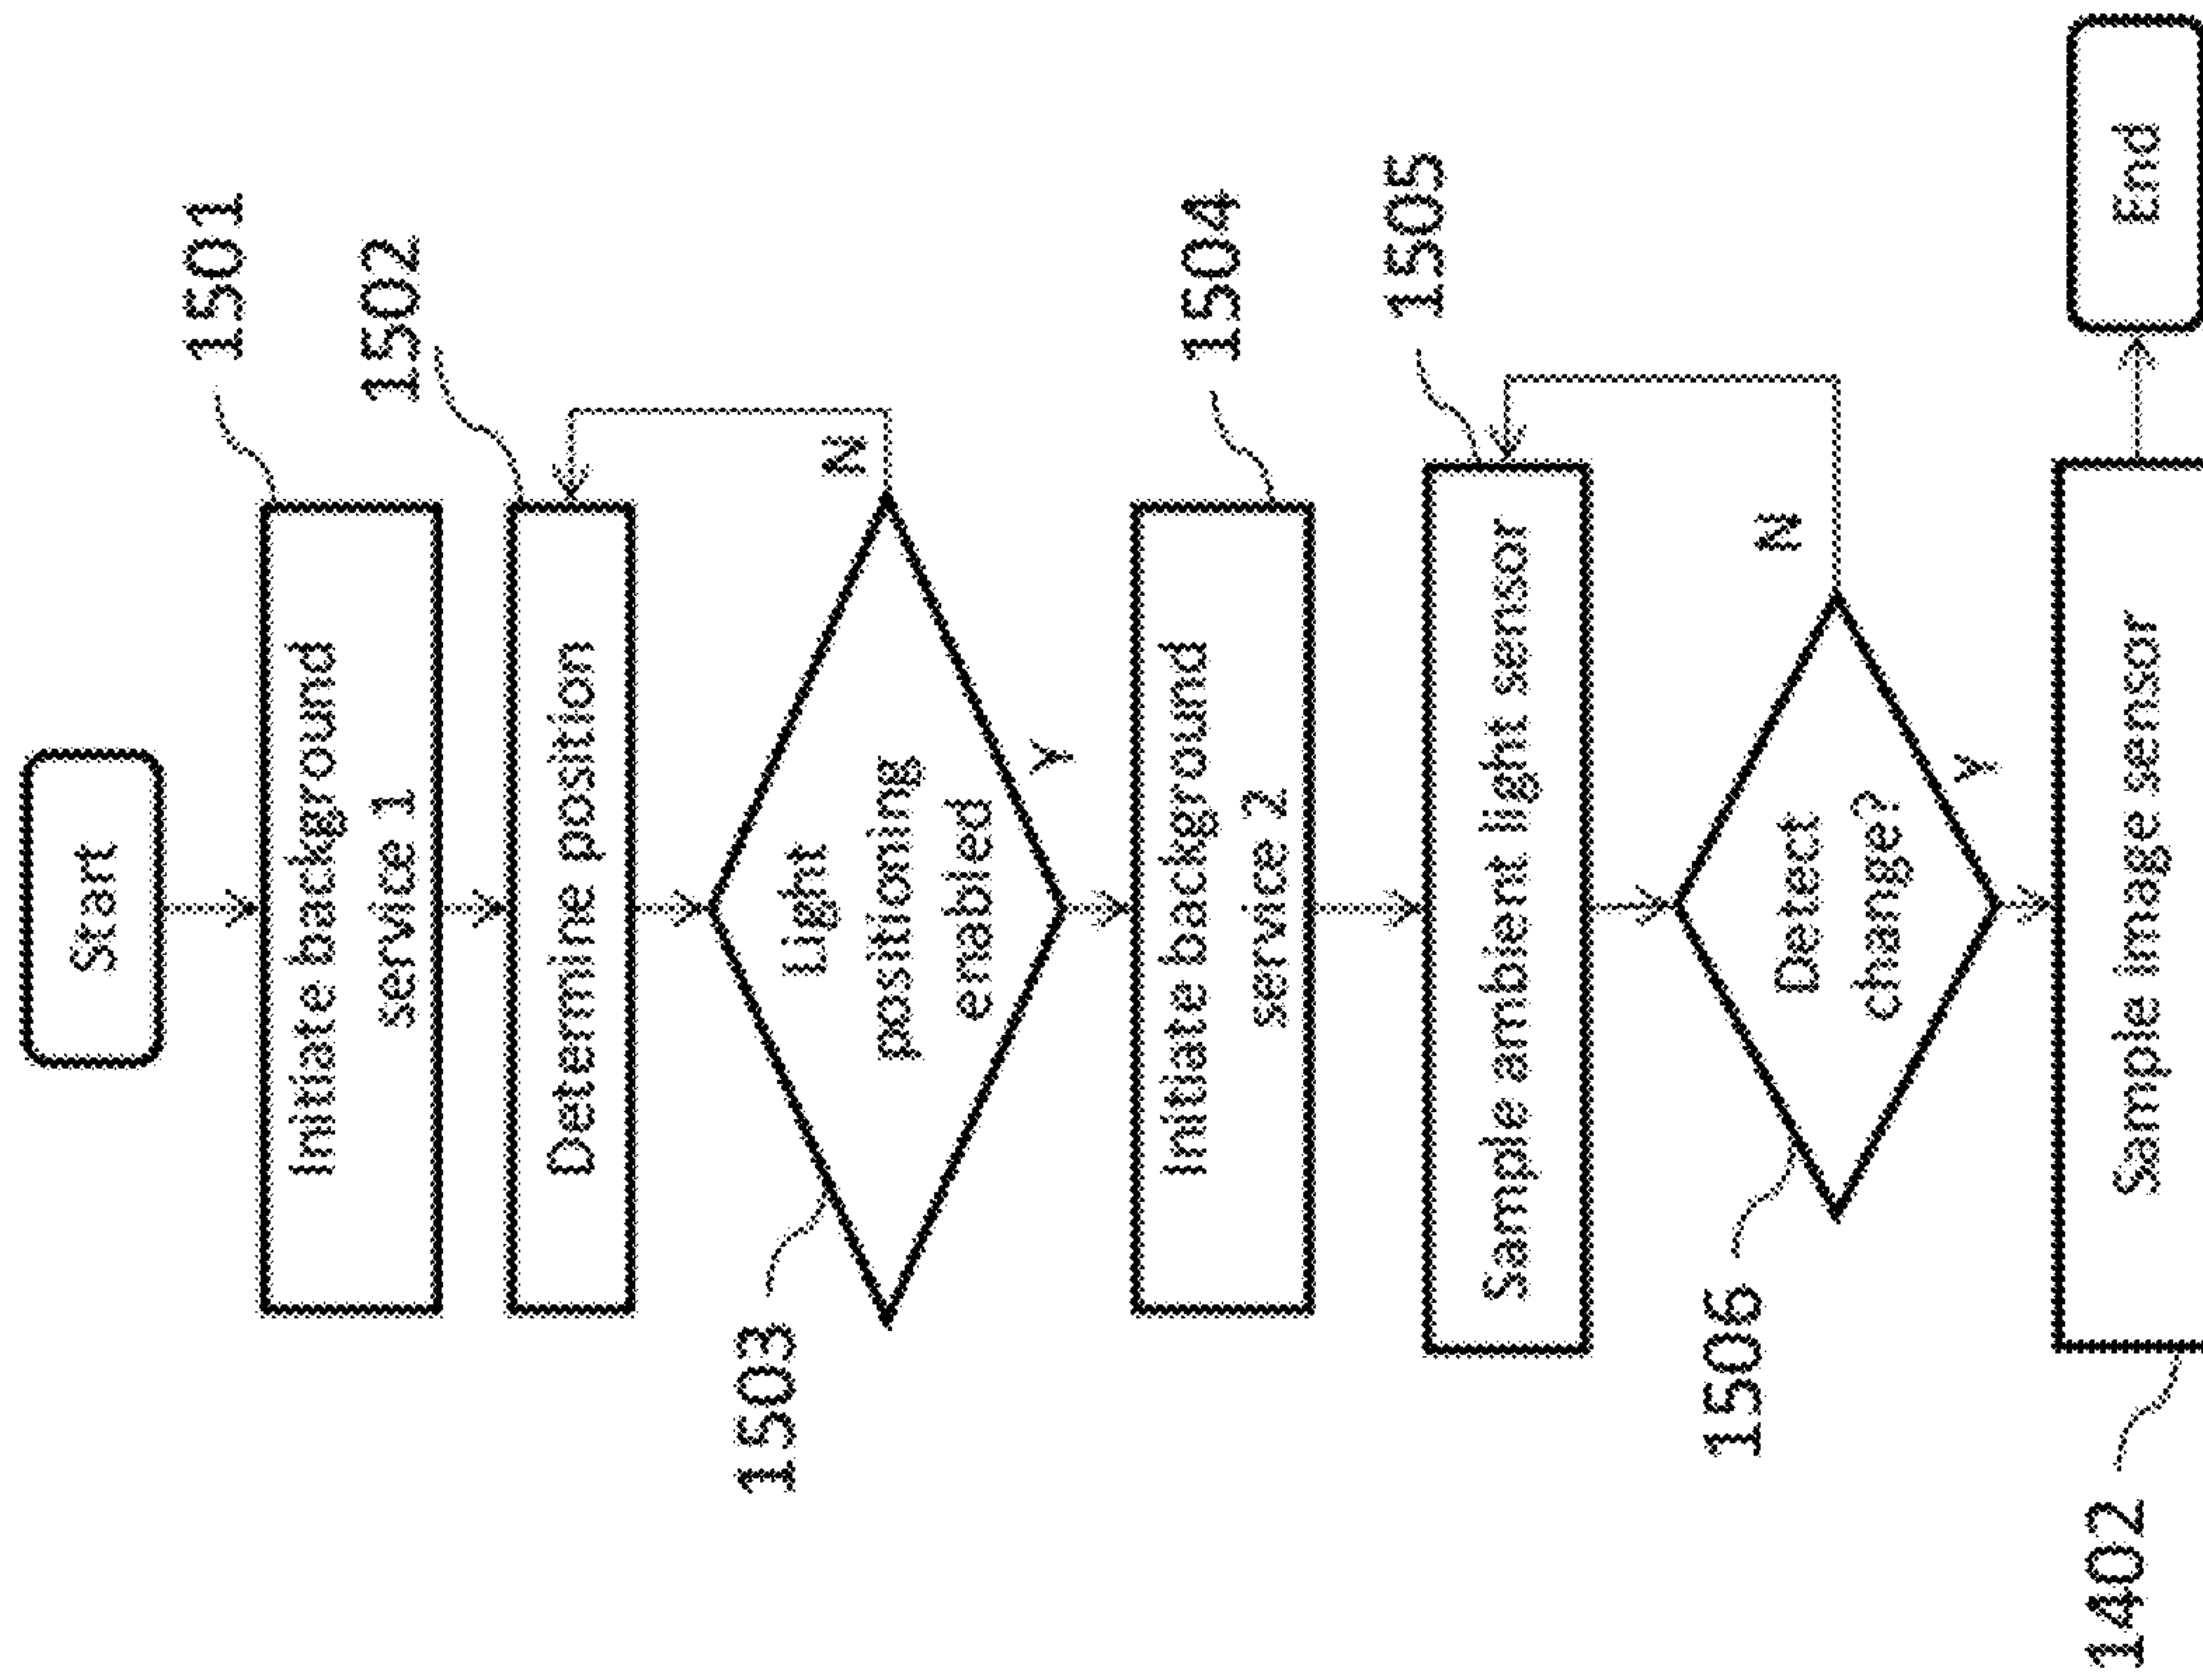 Start
1501
Initiate background
service 1
1502
Determine position
1503
Light
positioning
enabled
N
Y
1504
Initiate background
service 2
1505
Sample ambient light sensor
1506
Detect
change?
N
Y
1402
Sample image sensor
End